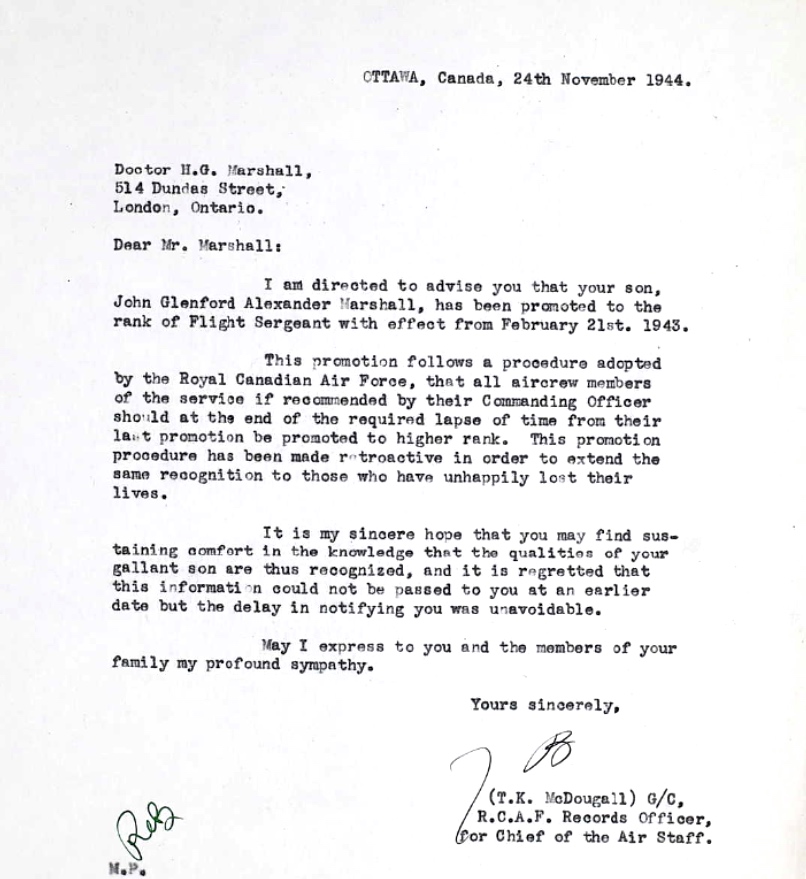 OTTAWA, Canada, 24th November 1944.
Doctor H.G. Marshall,
514 Dundas Street,
London, Ontario.
Dear Mr. Marshall:
I am directed to advise you that your son,
John Glenford Alexander Marshall, has been promoted to the
rank of Flight Sergeant with effect from February 21st. 1943.
This promotion follows a procedure adopted
by the Royal Canadian Air Force, that all aircrew members
of the service if recommended by their Commanding Officer
should at the end of the required lapse of time from their
last promotion be promoted to higher rank. This promotion
procedure has been made retroactive in order to extend the
same recognition to those who have unhappily lost their
lives.
It is my sincere hope that you may find sus-
taining comfort in the knowledge that the qualities of your
gallant son are thus recognized, and it is regretted that
this information could not be passed to you at an earlier
date but the delay in notifying you was unavoidable.
May I express to you and the members of your
family my profound sympathy.
Yours sincerely,
(T.K. McDougall) G/C,
R.C.A.F. Records Officer,
for Chief of the Air Staff.
M.P.